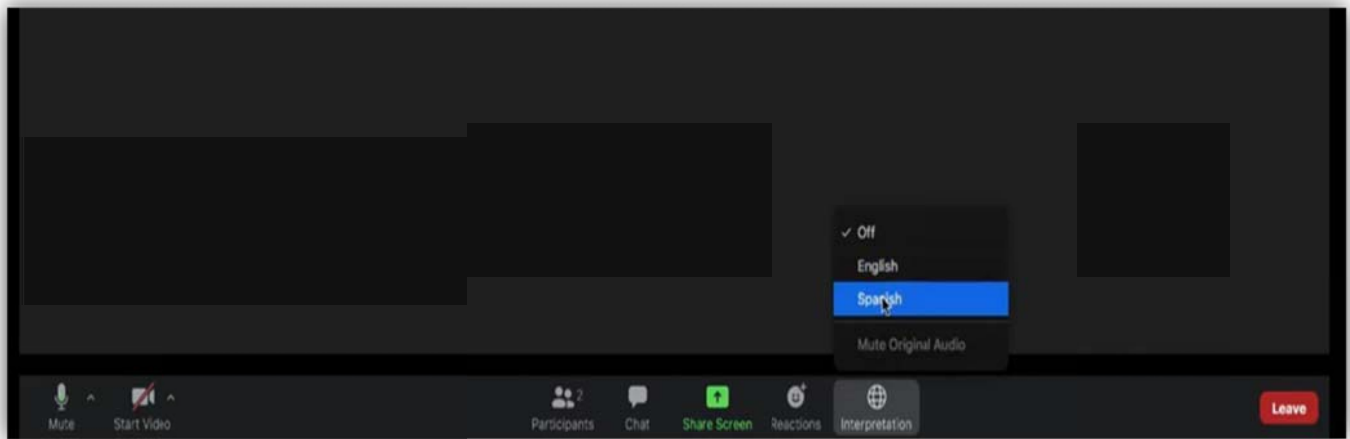 Off
English
Spanish
Mute Original Audio
2
Mute Start Video Participants Chat Share Screen Reactions Interpretation Leave